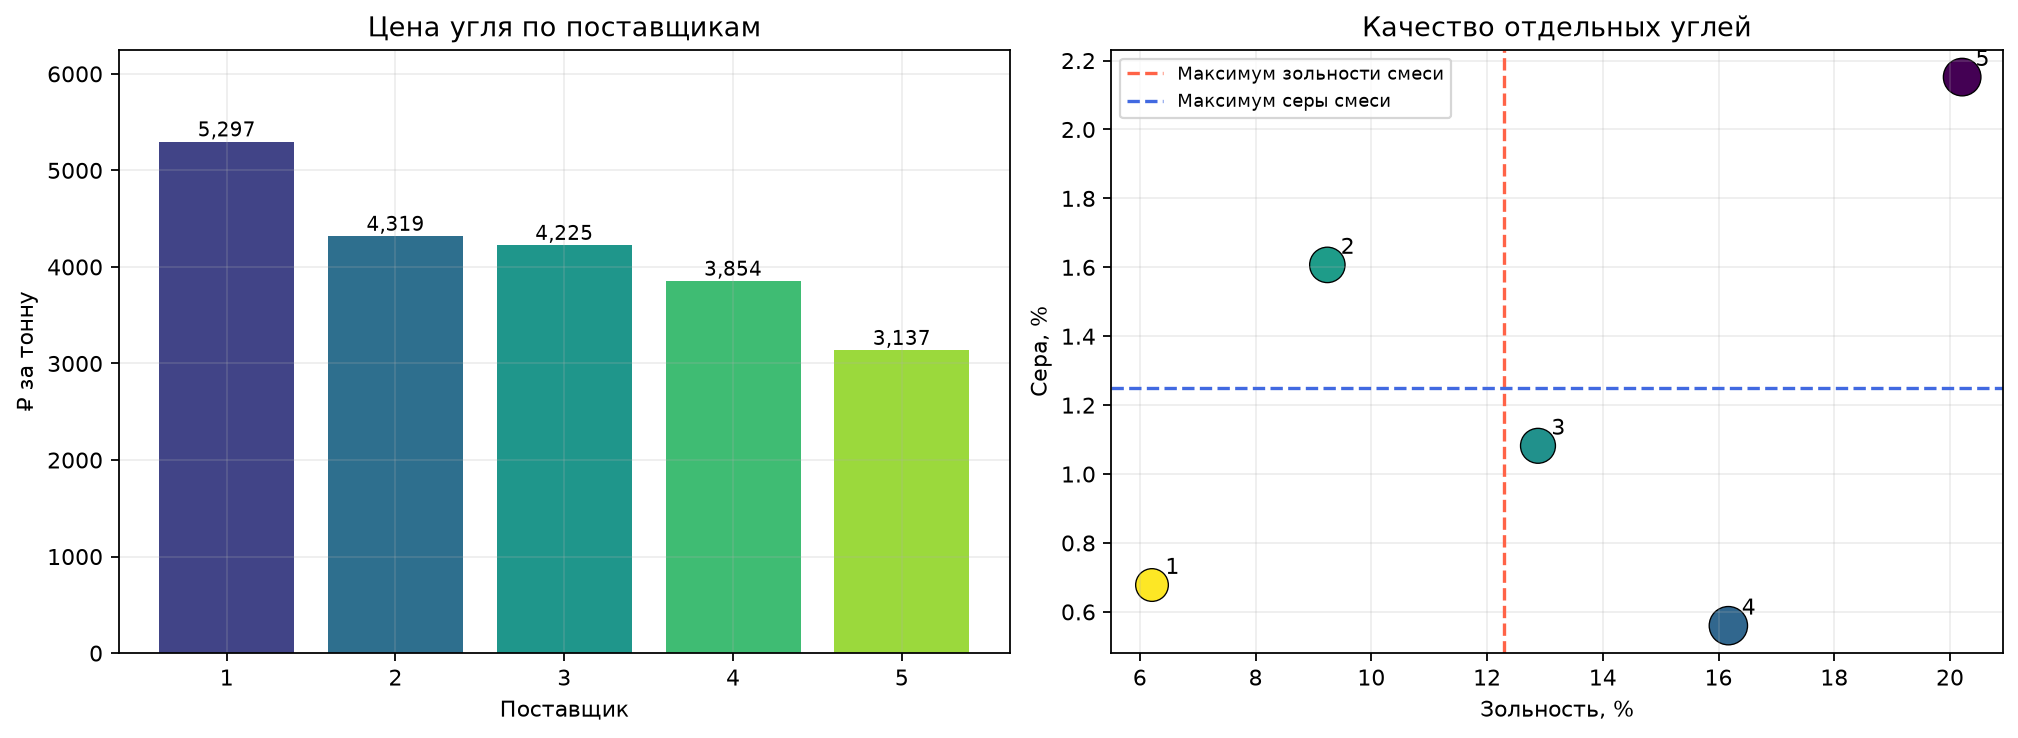 Цена угля по поставщикам
₽ за тонну
6000
5000
4000
3000
2000
1000
0
5,297
4,319
4,225
3,854
3,137
1 2 3 4 5
Поставщик
Качество отдельных углей
Сера, %
2.2
2.0
1.8
1.6
1.4
1.2
1.0
0.8
0.6
Максимум зольности смеси
Максимум серы смеси
5
2
3
1
4
6 8 10 12 14 16 18 20
Зольность, %